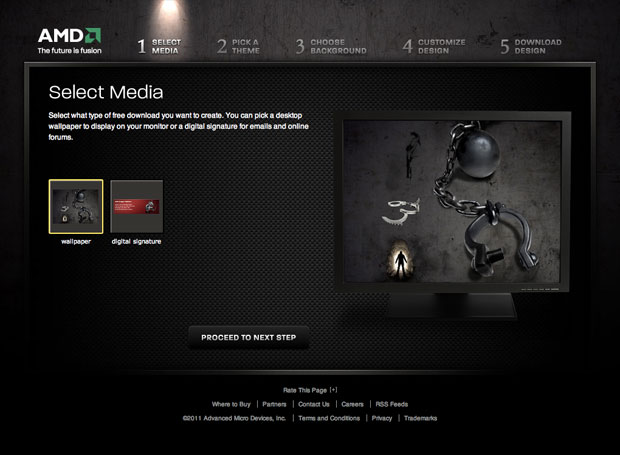 AMD
The future is fusion
1 SELECT MEDIA
2 PICK A THEME
3 CHOOSE BACKGROUND
4 CUSTOMIZE DESIGN
5 DOWNLOAD DESIGN
Select Media
Select what type of free download you want to create. You can pick a desktop
wallpaper to display on your monitor or a digital signature for emails and online
forums.
wallpaper
digital signature
PROCEED TO NEXT STEP
Rate This Page [+]
Where to Buy | Partners | Contact Us | Careers | RSS Feeds
©2011 Advanced Micro Devices, Inc. | Terms and Conditions | Privacy | Trademarks